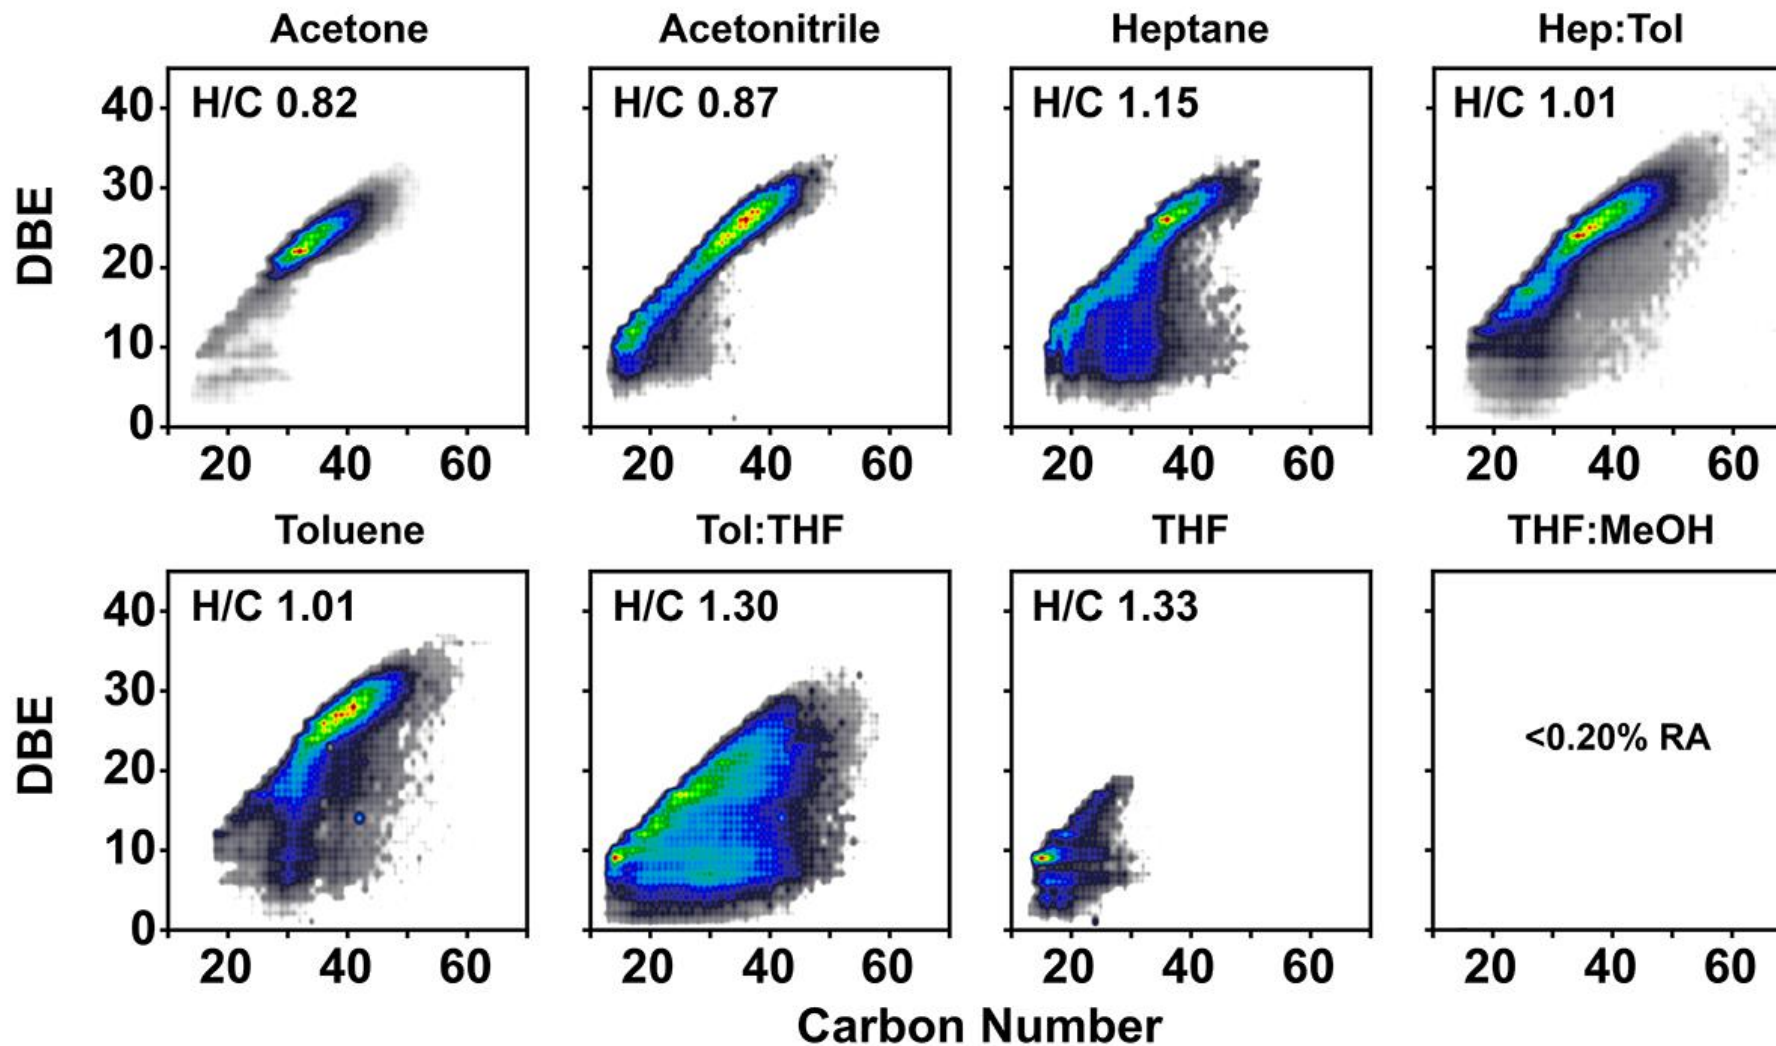 Acetone Acetonitrile Heptane Hep:Tol
H/C 0.82 H/C 0.87 H/C 1.15 H/C 1.01
40
30
20
10
0
DBE
20 40 60 20 40 60 20 40 60 20 40 60
Toluene Tol:THF THF THF:MeOH
H/C 1.01 H/C 1.30 H/C 1.33
<0.20% RA
40
30
20
10
0
DBE
20 40 60 20 40 60 20 40 60 20 40 60
Carbon Number